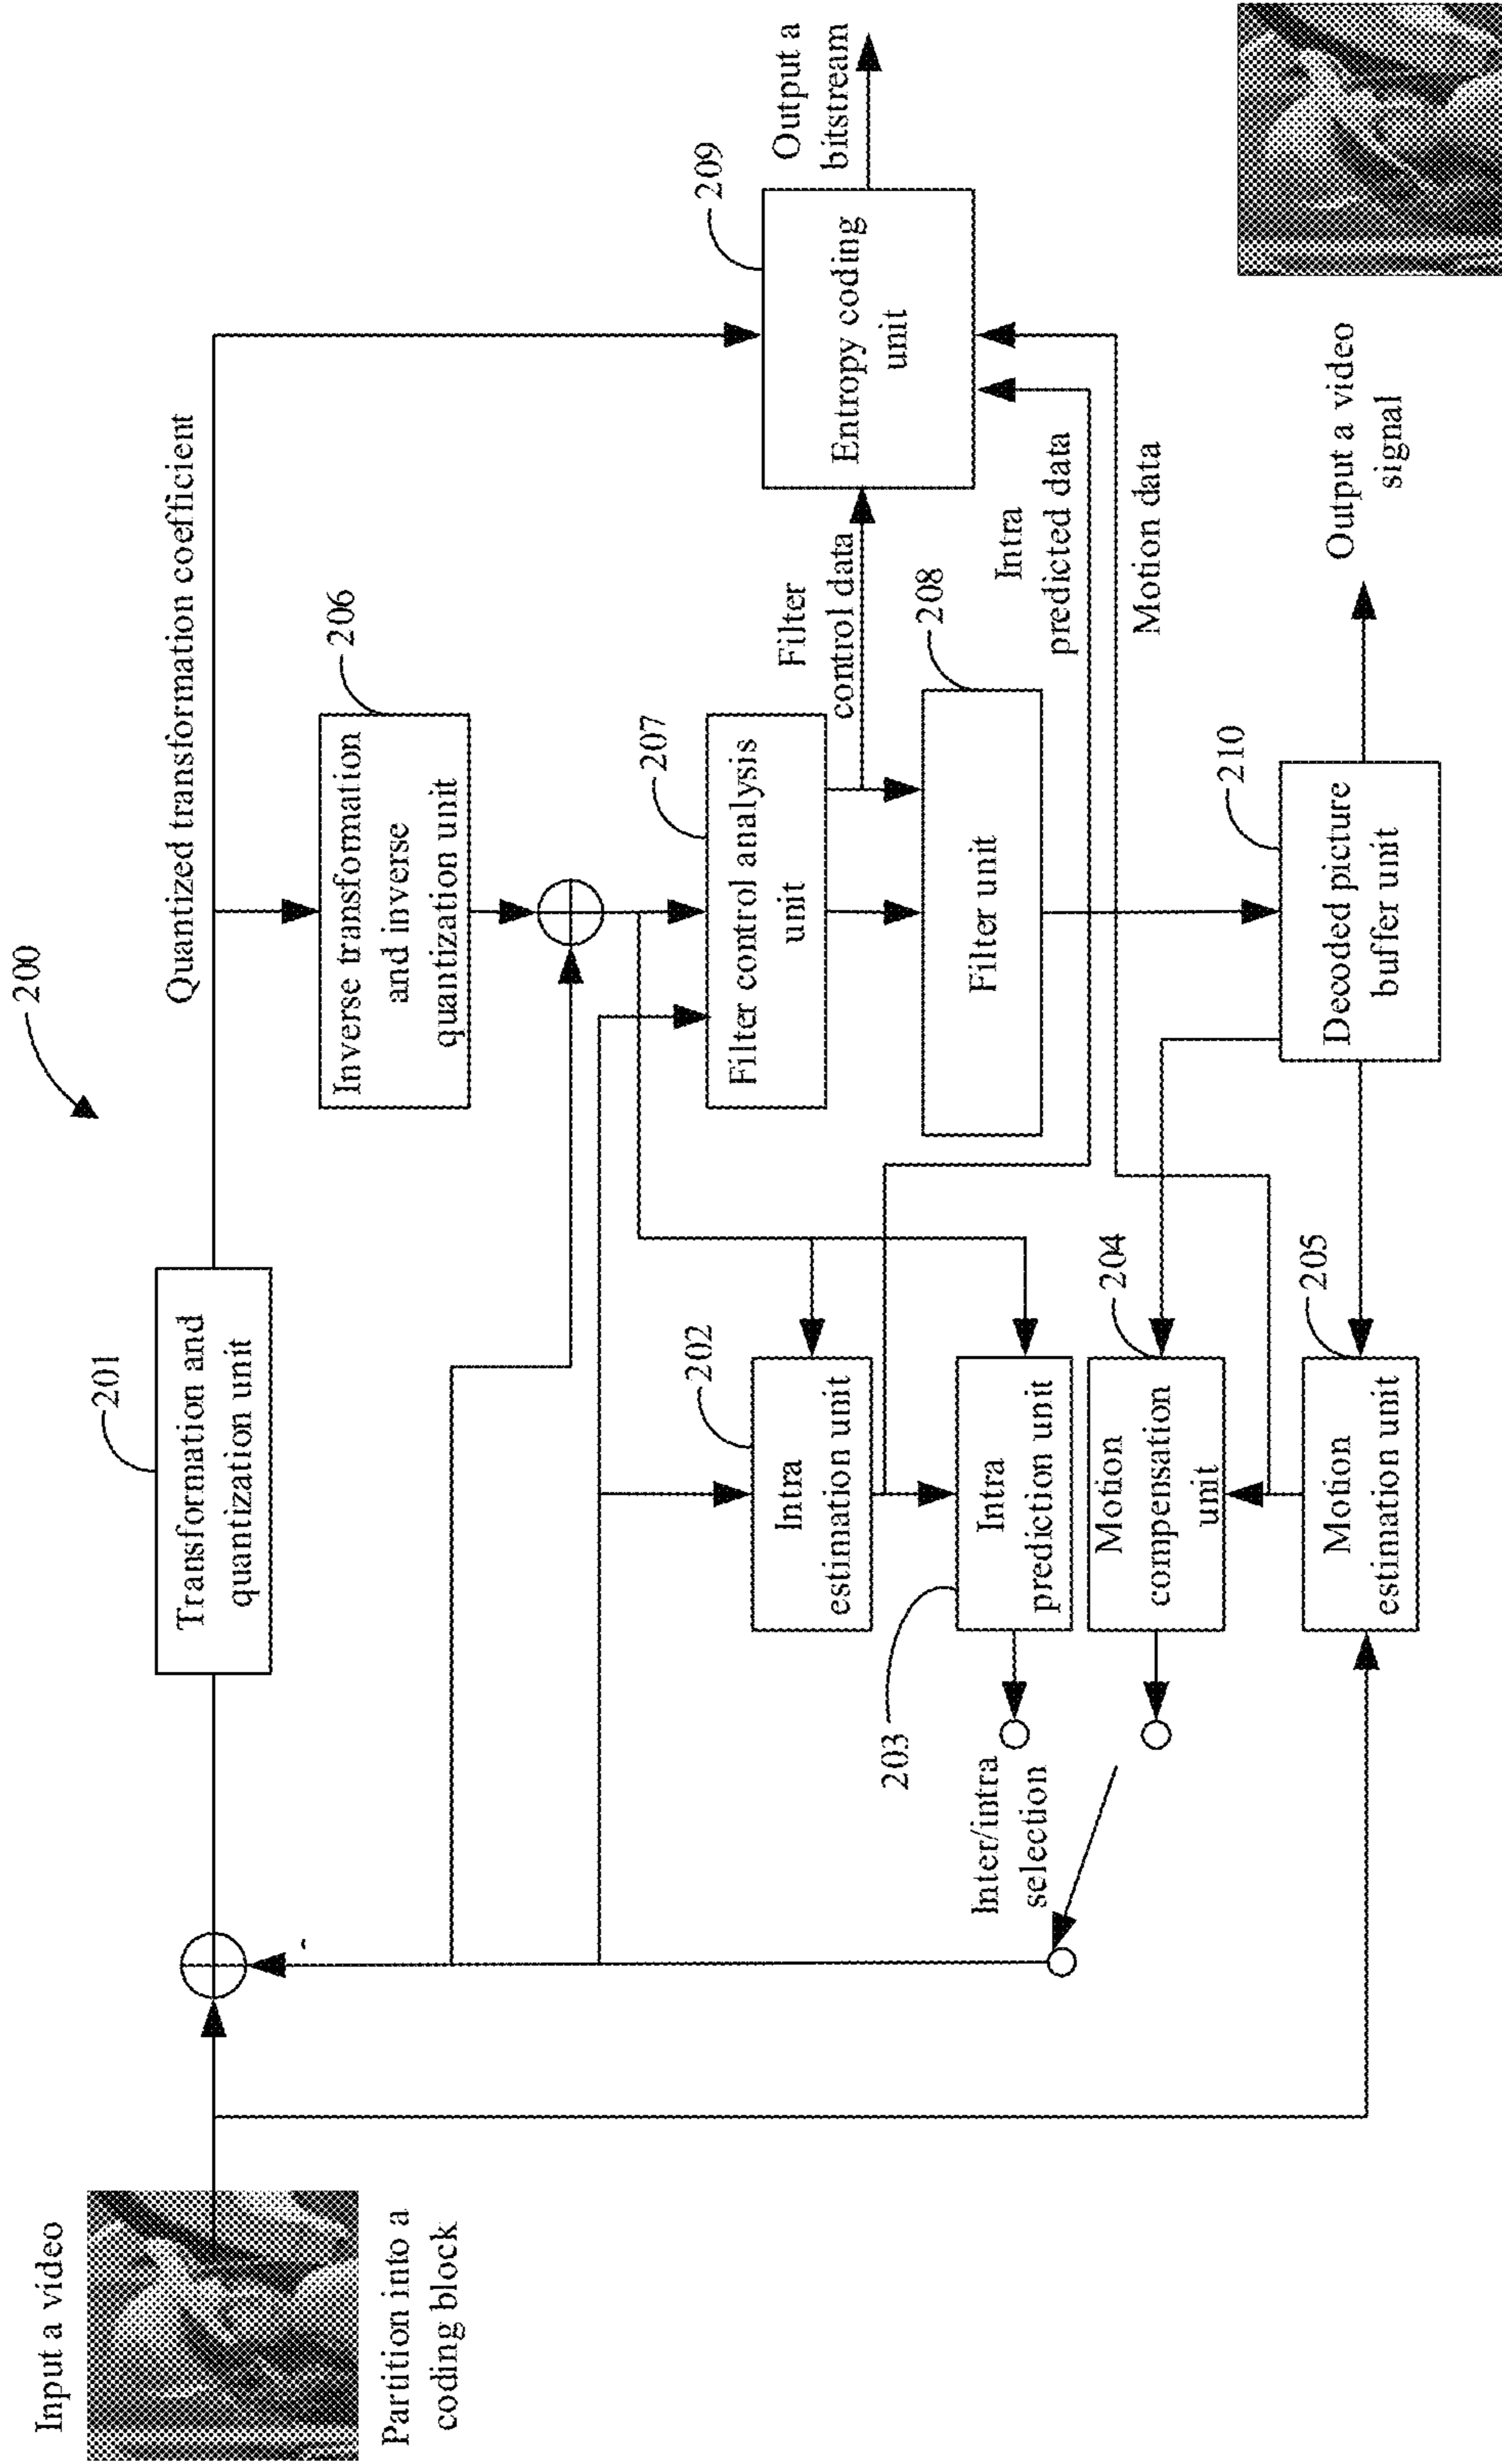 200
Input a video
Partition into a
coding block
201
Transformation and
quantization unit
Quantized transformation coefficient
206
Inverse transformation
and inverse
quantization unit
209
Entropy coding
unit
Output a
bitstream
207
Filter control analysis
unit
Filter
control data
208
Filter unit
Intra
predicted data
Motion data
202
Intra
estimation unit
203
Intra
prediction unit
Inter/intra
selection
204
Motion
compensation
unit
205
Motion
estimation unit
210
Decoded picture
buffer unit
Output a video
signal
-